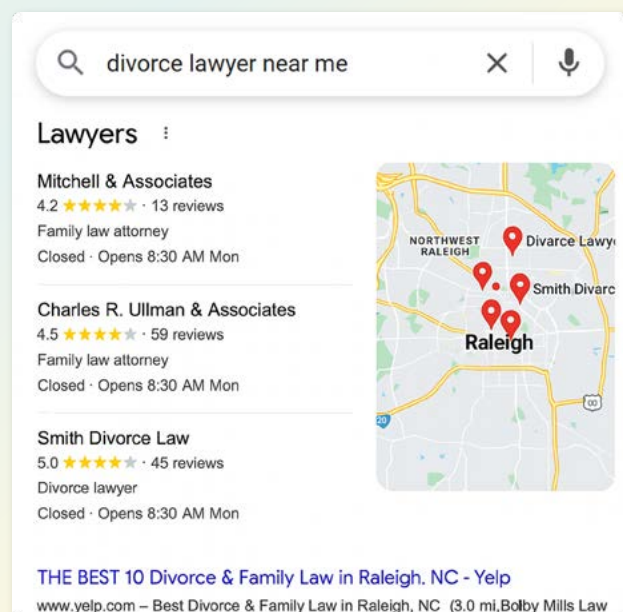 divorce lawyer near me
Lawyers
Mitchell & Associates
4.2 ★★★★★ · 13 reviews
Family law attorney
Closed · Opens 8:30 AM Mon
Charles R. Ullman & Associates
4.5 ★★★★★ · 59 reviews
Family law attorney
Closed · Opens 8:30 AM Mon
Smith Divorce Law
5.0 ★★★★★ · 45 reviews
Divorce lawyer
Closed · Opens 8:30 AM Mon
NORTHWEST
RALEIGH
Divarce Lawy
Smith Divarc
Raleigh
00
20
THE BEST 10 Divorce & Family Law in Raleigh. NC - Yelp
www.yelp.com – Best Divorce & Family Law in Raleigh, NC (3.0 mi,Bolby Mills Law